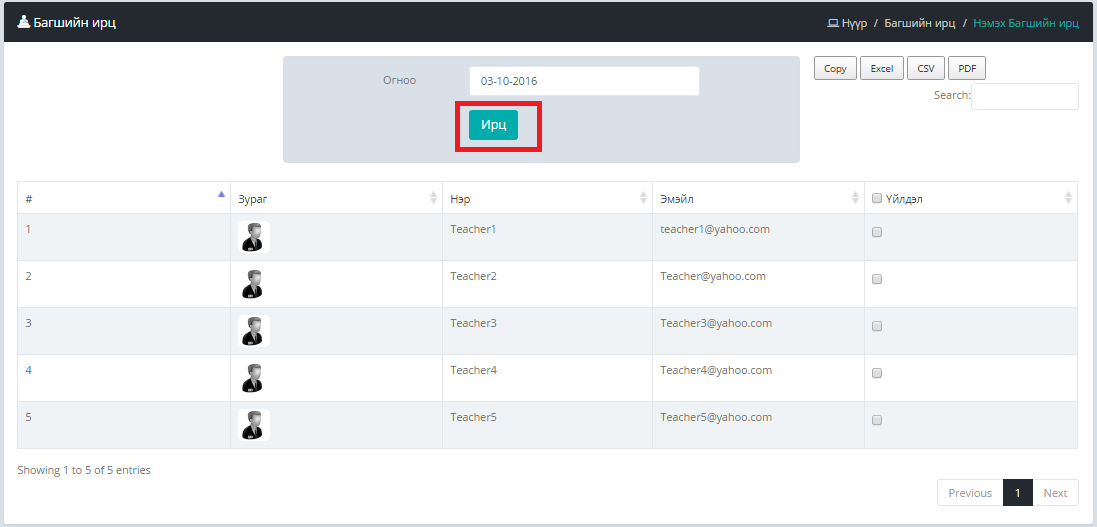 Багшийн ирц
Нүүр / Багшийн ирц / Нэмэх Багшийн ирц
Огноо 03-10-2016
Ирц
Copy Excel CSV PDF
Search:
# Зураг Нэр Эмэйл Үйлдэл
1 Teacher1 teacher1@yahoo.com
2 Teacher2 Teacher@yahoo.com
3 Teacher3 Teacher3@yahoo.com
4 Teacher4 Teacher4@yahoo.com
5 Teacher5 Teacher5@yahoo.com
Showing 1 to 5 of 5 entries
Previous 1 Next